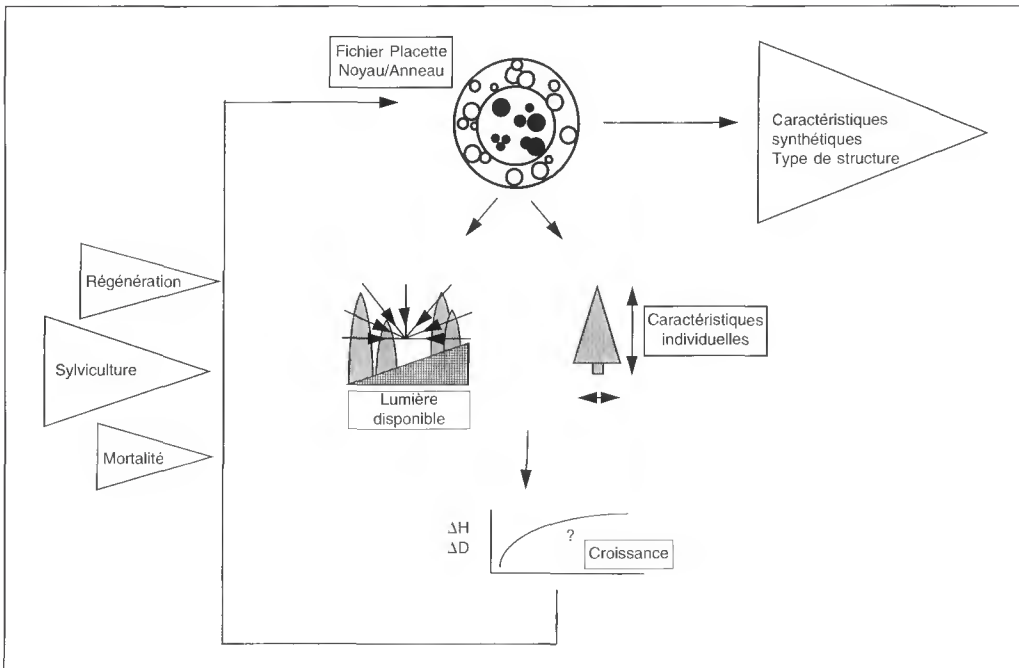 Fichier Placette
Noyau/Anneau
Caractéristiques
synthétiques
Type de structure
Régénération
Sylviculture
Mortalité
Lumière
disponible
Caractéristiques
individuelles
ΔH
ΔD
?
Croissance